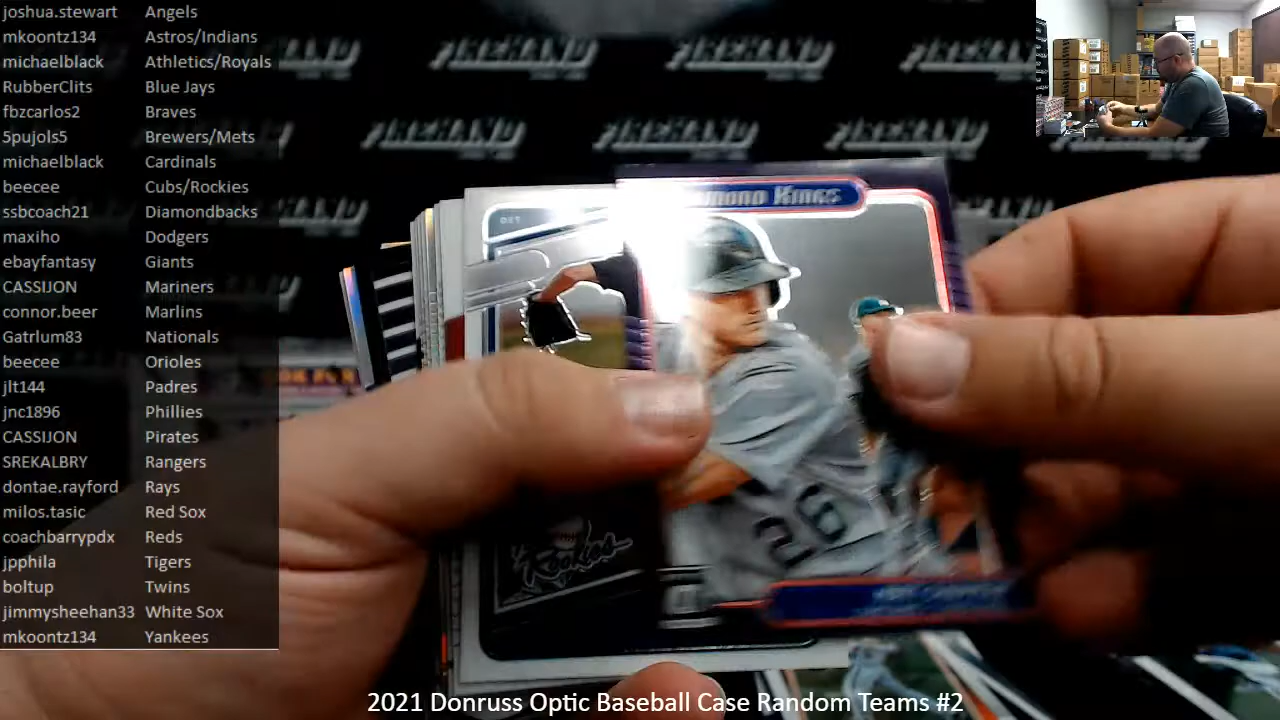 joshua.stewart Angels
mkoontz134 Astros/Indians
michaelblack Athletics/Royals
RubberClits Blue Jays
fbzcarlos2 Braves
5pujols5 Brewers/Mets
michaelblack Cardinals
beecee Cubs/Rockies
ssbcoach21 Diamondbacks
maxiho Dodgers
ebayfantasy Giants
CASSIJON Mariners
connor.beer Marlins
Gatrlum83 Nationals
beecee Orioles
jlt144 Padres
jnc1896 Phillies
CASSIJON Pirates
SREKALBRY Rangers
dontae.rayford Rays
milos.tasic Red Sox
coachbarrypdx Reds
jpphila Tigers
boltup Twins
jimmysheehan33 White Sox
mkoontz134 Yankees
Kings
DET
28
Rookies
2021 Donruss Optic Baseball Case Random Teams #2